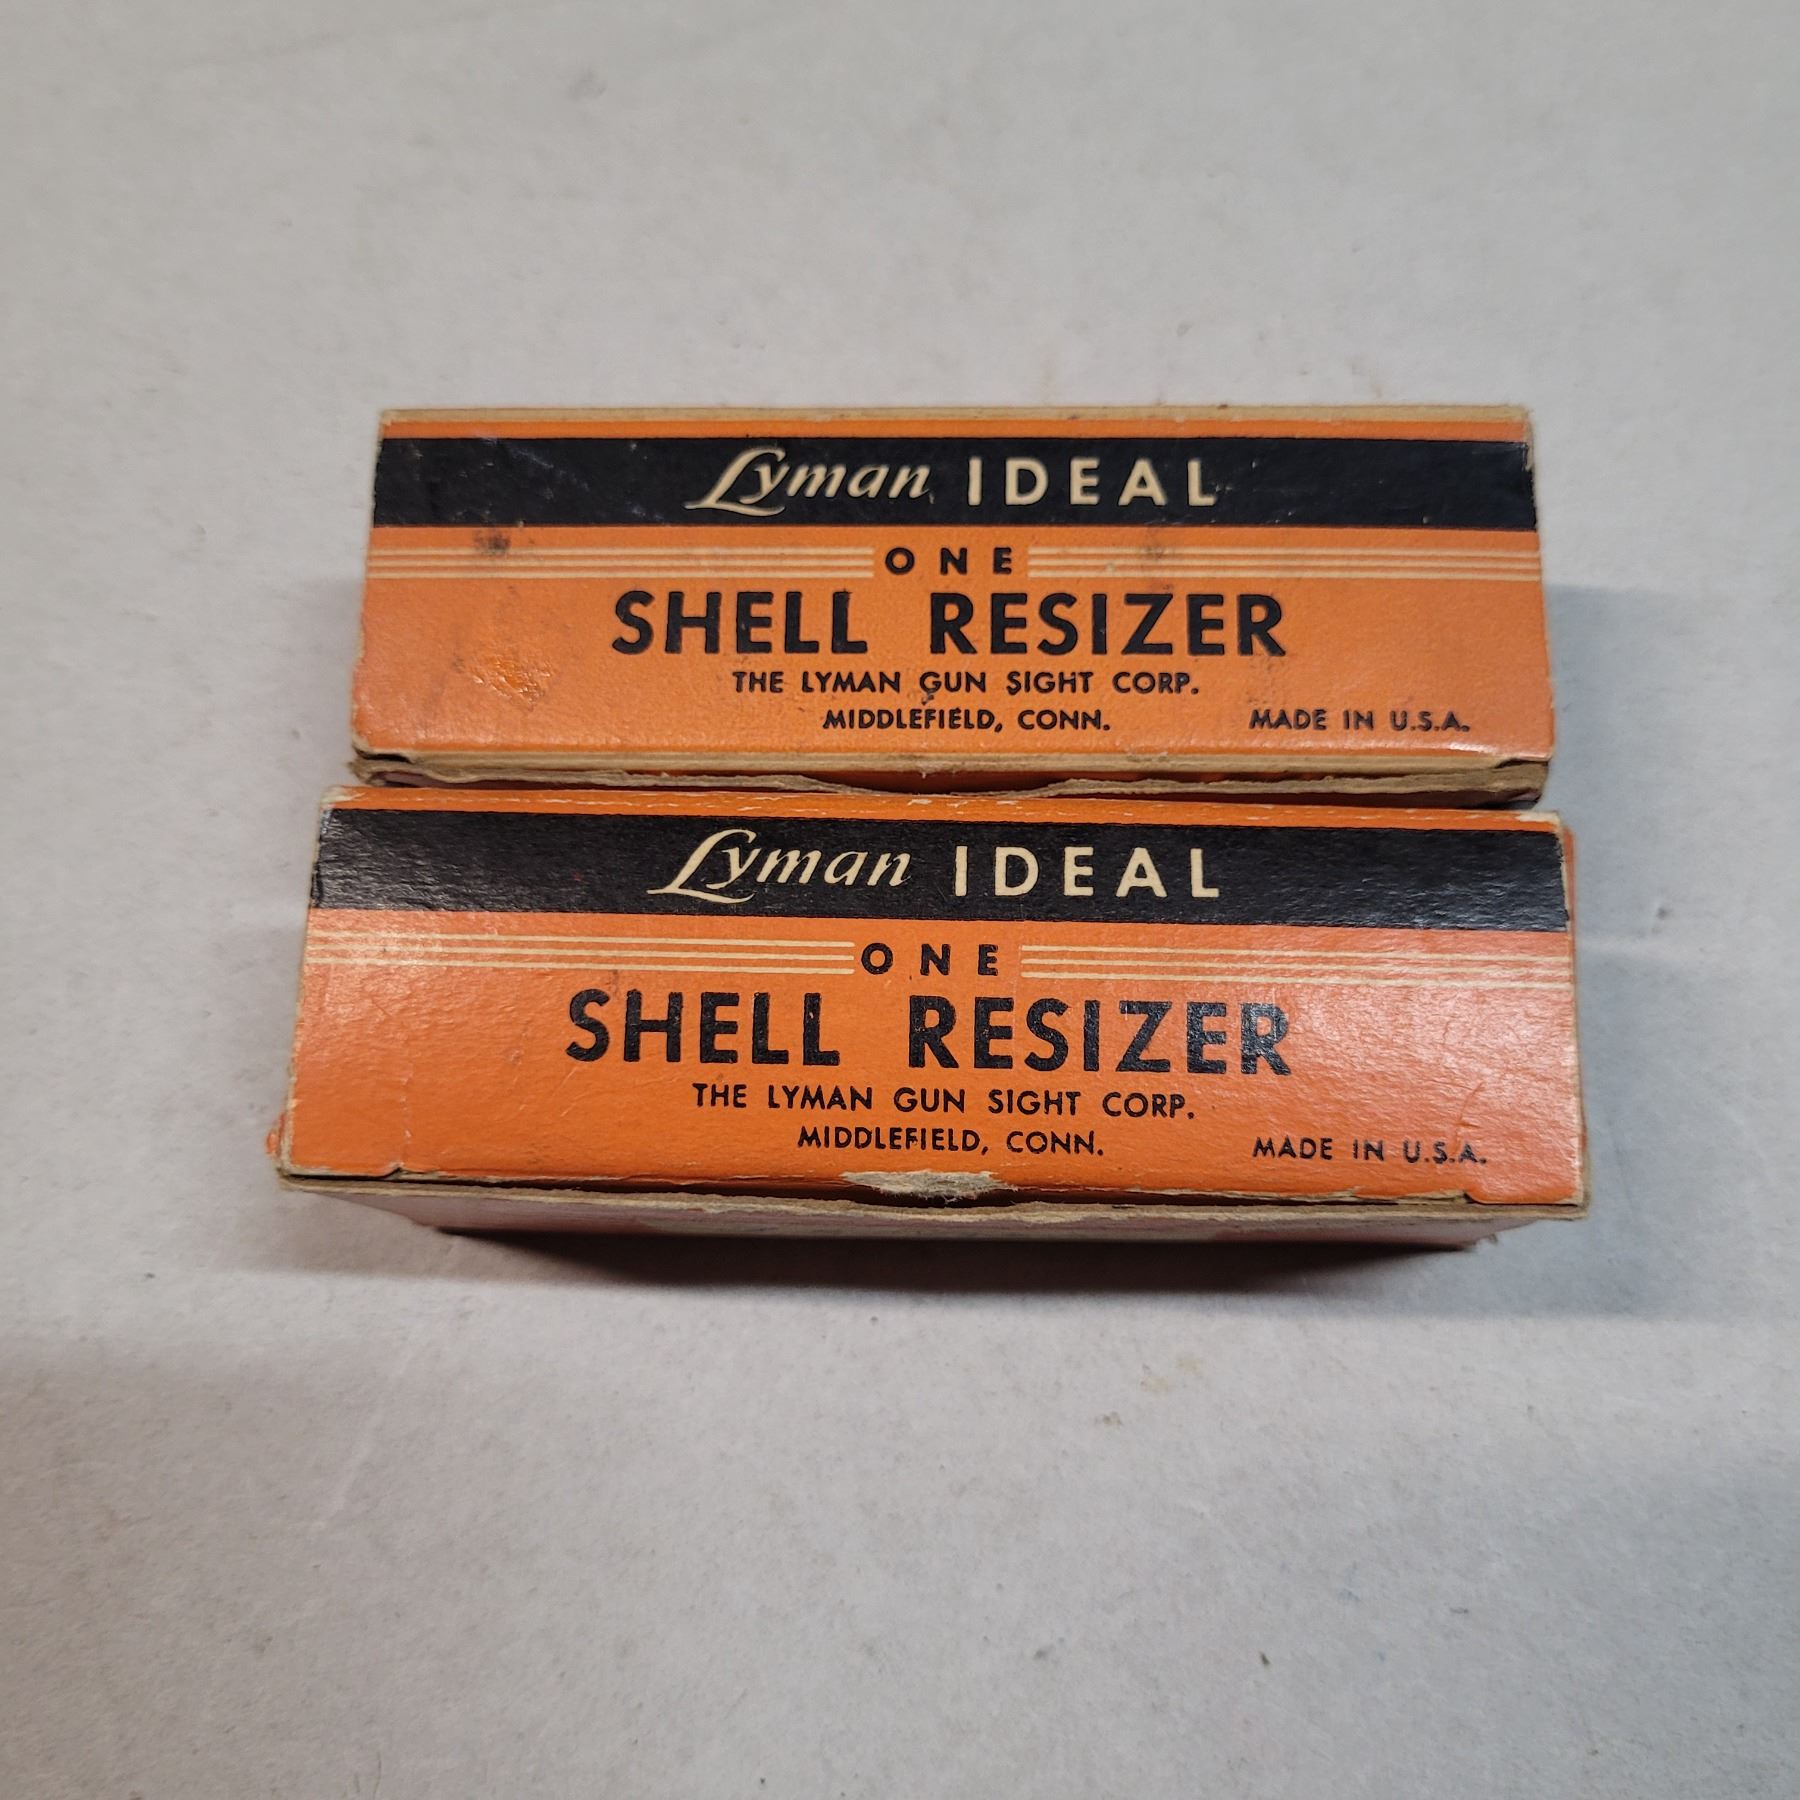 Lyman IDEAL
ONE
SHELL RESIZER
THE LYMAN GUN SIGHT CORP.
MIDDLEFIELD, CONN. MADE IN U.S.A.
Lyman IDEAL
ONE
SHELL RESIZER
THE LYMAN GUN SIGHT CORP.
MIDDLEFIELD, CONN. MADE IN U.S.A.